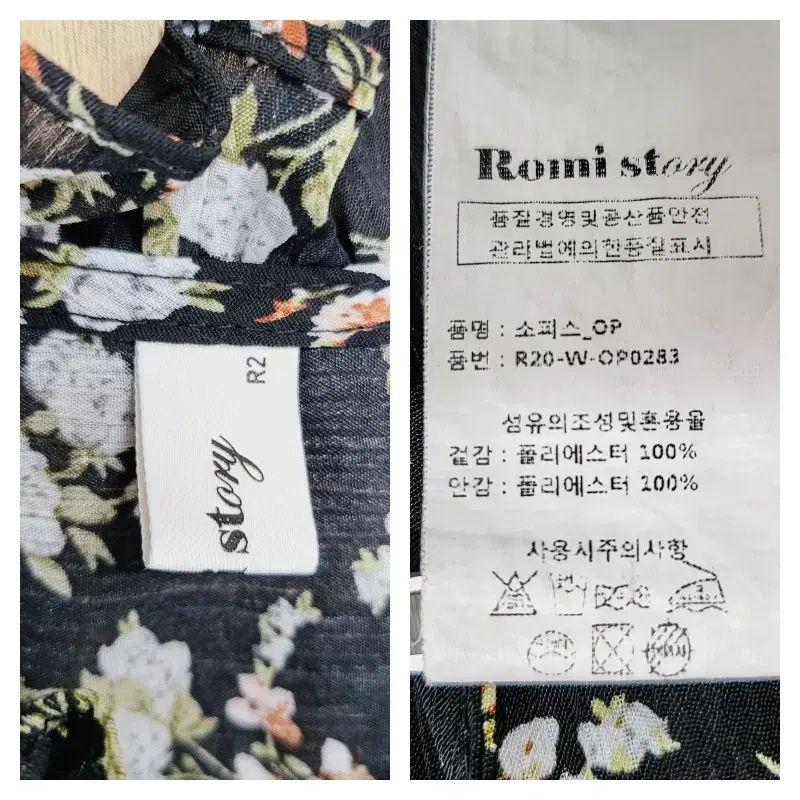 R2
story
Romi story
품질경영및공산품안전
관리법에의한품질표시
품명 : 소피스_OP
품번 : R20-W-OP0283
섬유의조성및혼용율
겉감 : 폴리에스터 100%
안감 : 폴리에스터 100%
사용시주의사항